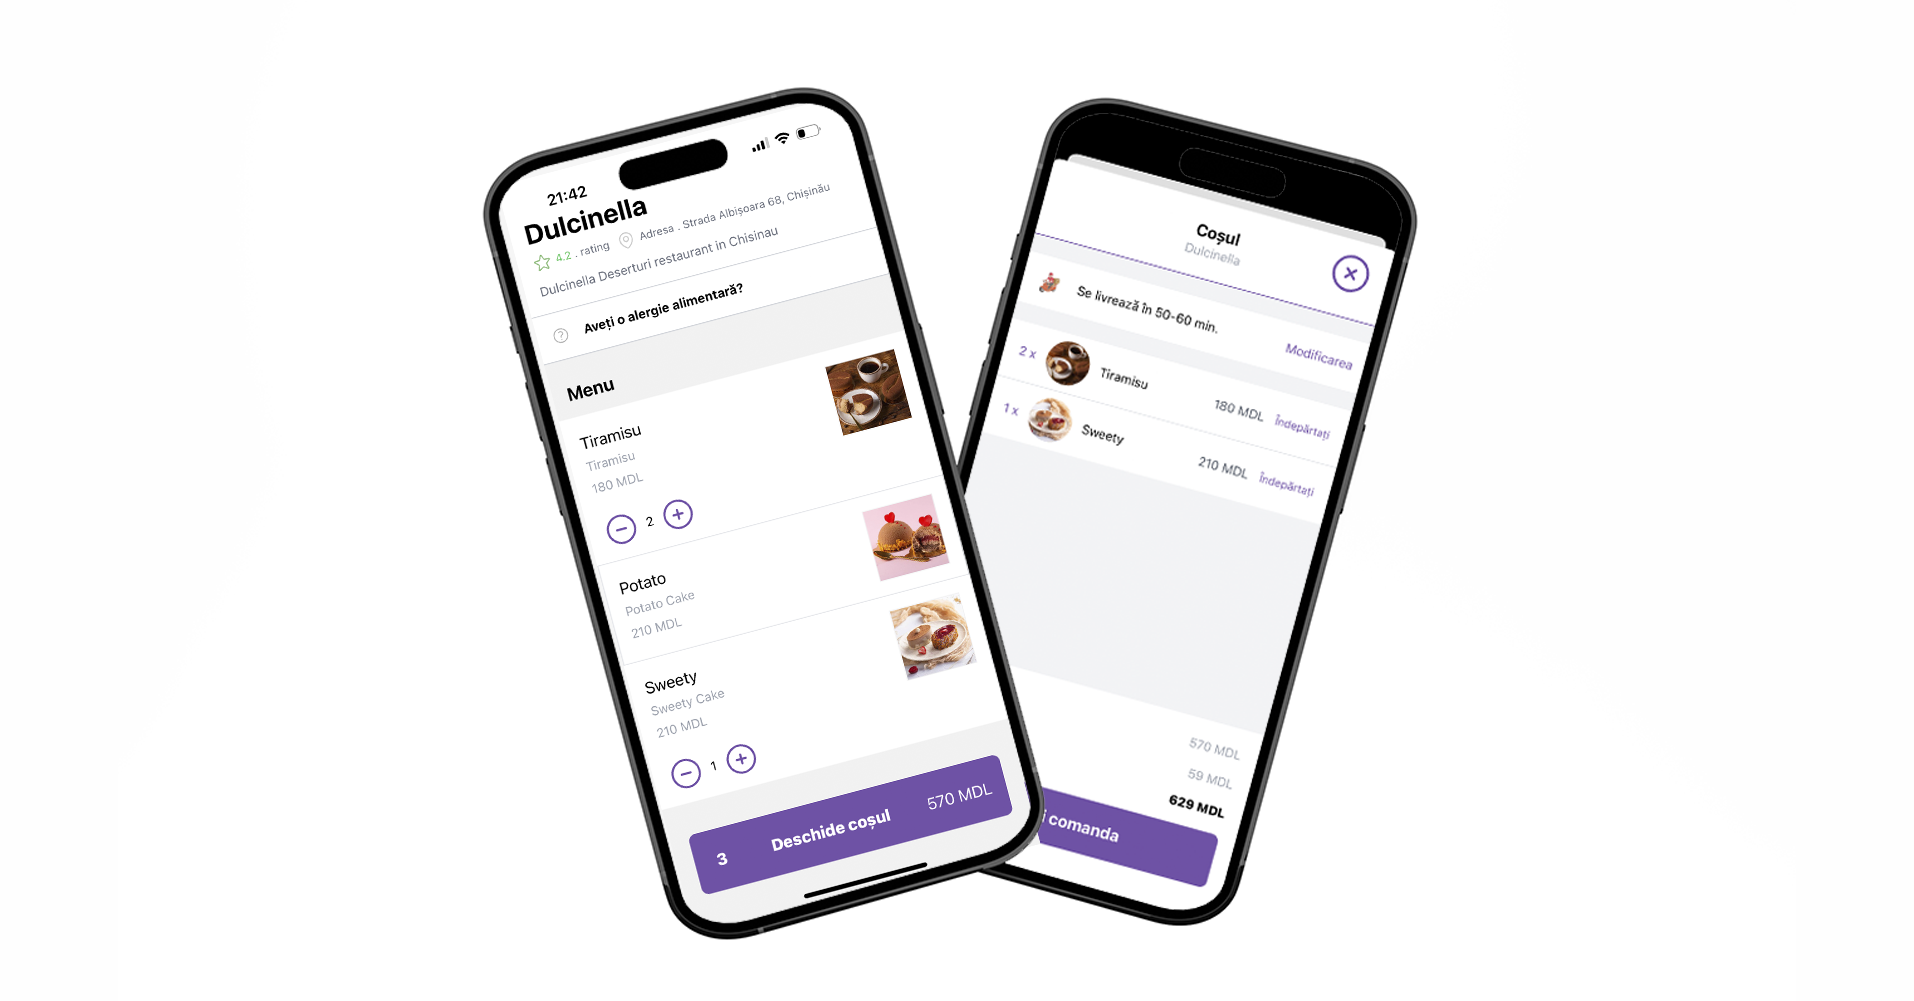 21:42
Dulcinella
4.2 . rating Adresa . Strada Albișoara 68, Chișinău
Dulcinella Deserturi restaurant in Chisinau
Aveți o alergie alimentară?
Menu
Tiramisu
Tiramisu
180 MDL
2
Potato
Potato Cake
210 MDL
Sweety
Sweety Cake
210 MDL
1
3 Deschide coșul 570 MDL
Coșul
Dulcinella
Se livrează în 50-60 min.
Modificarea
2 x Tiramisu 180 MDL Îndepărtați
1 x Sweety 210 MDL Îndepărtați
570 MDL
59 MDL
629 MDL
i comanda